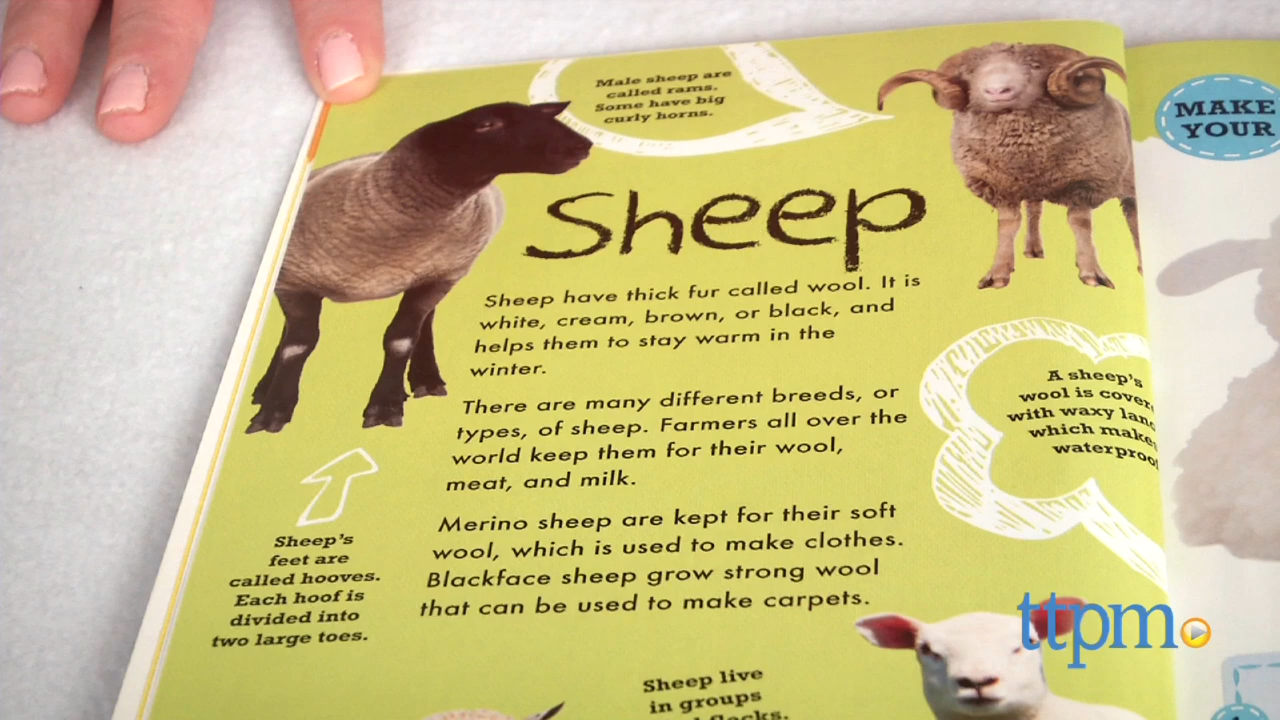 Male sheep are
called rams.
Some have big
curly horns.
MAKE
YOUR
Sheep
Sheep have thick fur called wool. It is
white, cream, brown, or black, and
helps them to stay warm in the
winter.
There are many different breeds, or
types, of sheep. Farmers all over the
world keep them for their wool,
meat, and milk.
Merino sheep are kept for their soft
wool, which is used to make clothes.
Blackface sheep grow strong wool
that can be used to make carpets.
A sheep's
wool is
with waxy
which
Sheep's
feet are
called hooves.
Each hoof is
divided into
two large toes.
Sheep live
in groups
flocks.
ttpm